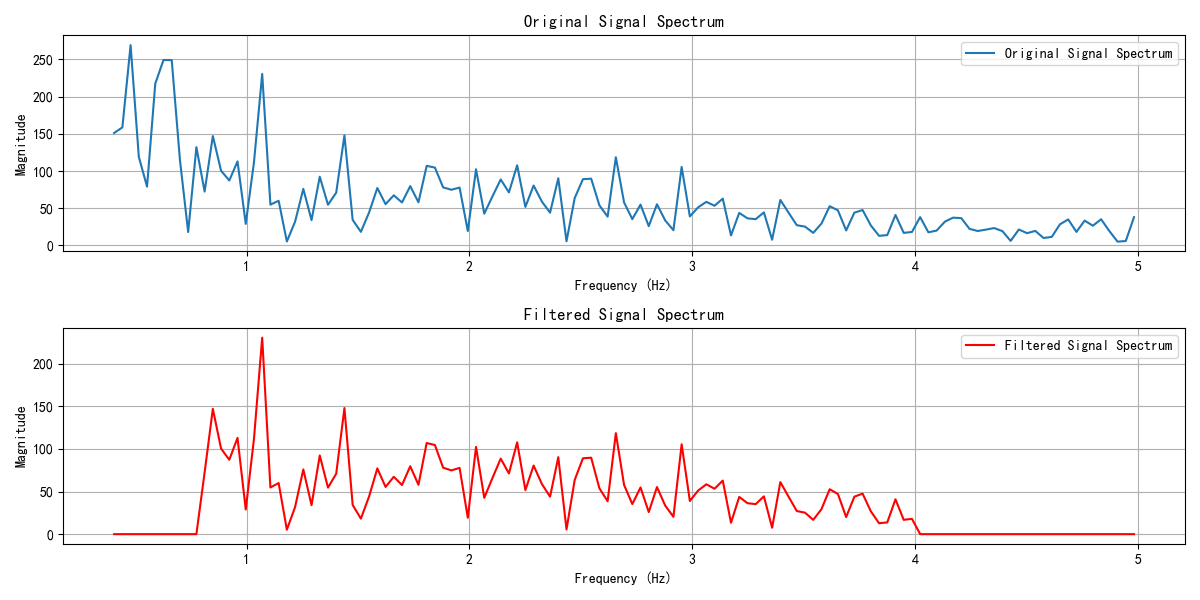 Original Signal Spectrum
Original Signal Spectrum
250
200
150
100
50
0
Magnitude
1
2
3
4
5
Frequency (Hz)
Filtered Signal Spectrum
Filtered Signal Spectrum
200
150
100
50
0
Magnitude
1
2
3
4
5
Frequency (Hz)